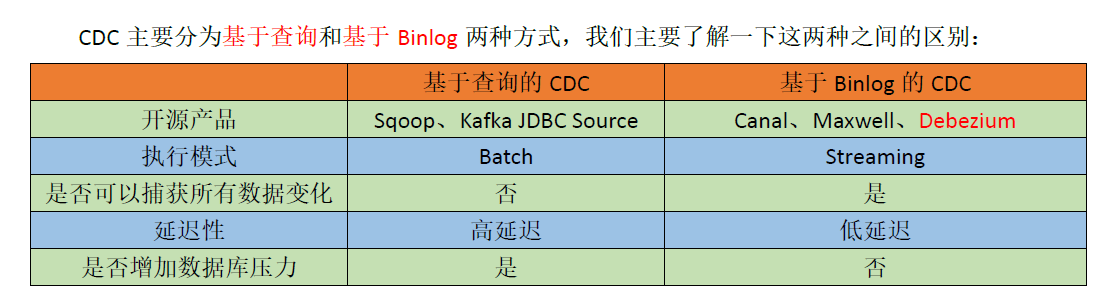 CDC 主要分为基于查询和基于 Binlog 两种方式，我们主要了解一下这两种之间的区别：
基于查询的 CDC 基于 Binlog 的 CDC
开源产品 Sqoop、Kafka JDBC Source Canal、Maxwell、Debezium
执行模式 Batch Streaming
是否可以捕获所有数据变化 否 是
延迟性 高延迟 低延迟
是否增加数据库压力 是 否